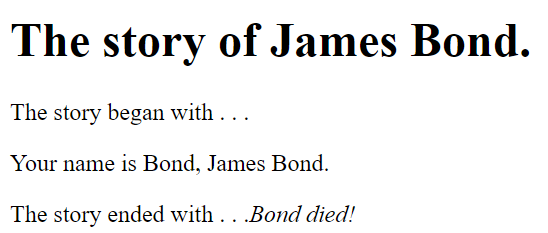 The story of James Bond.
The story began with . . .
Your name is Bond, James Bond.
The story ended with . . .Bond died!